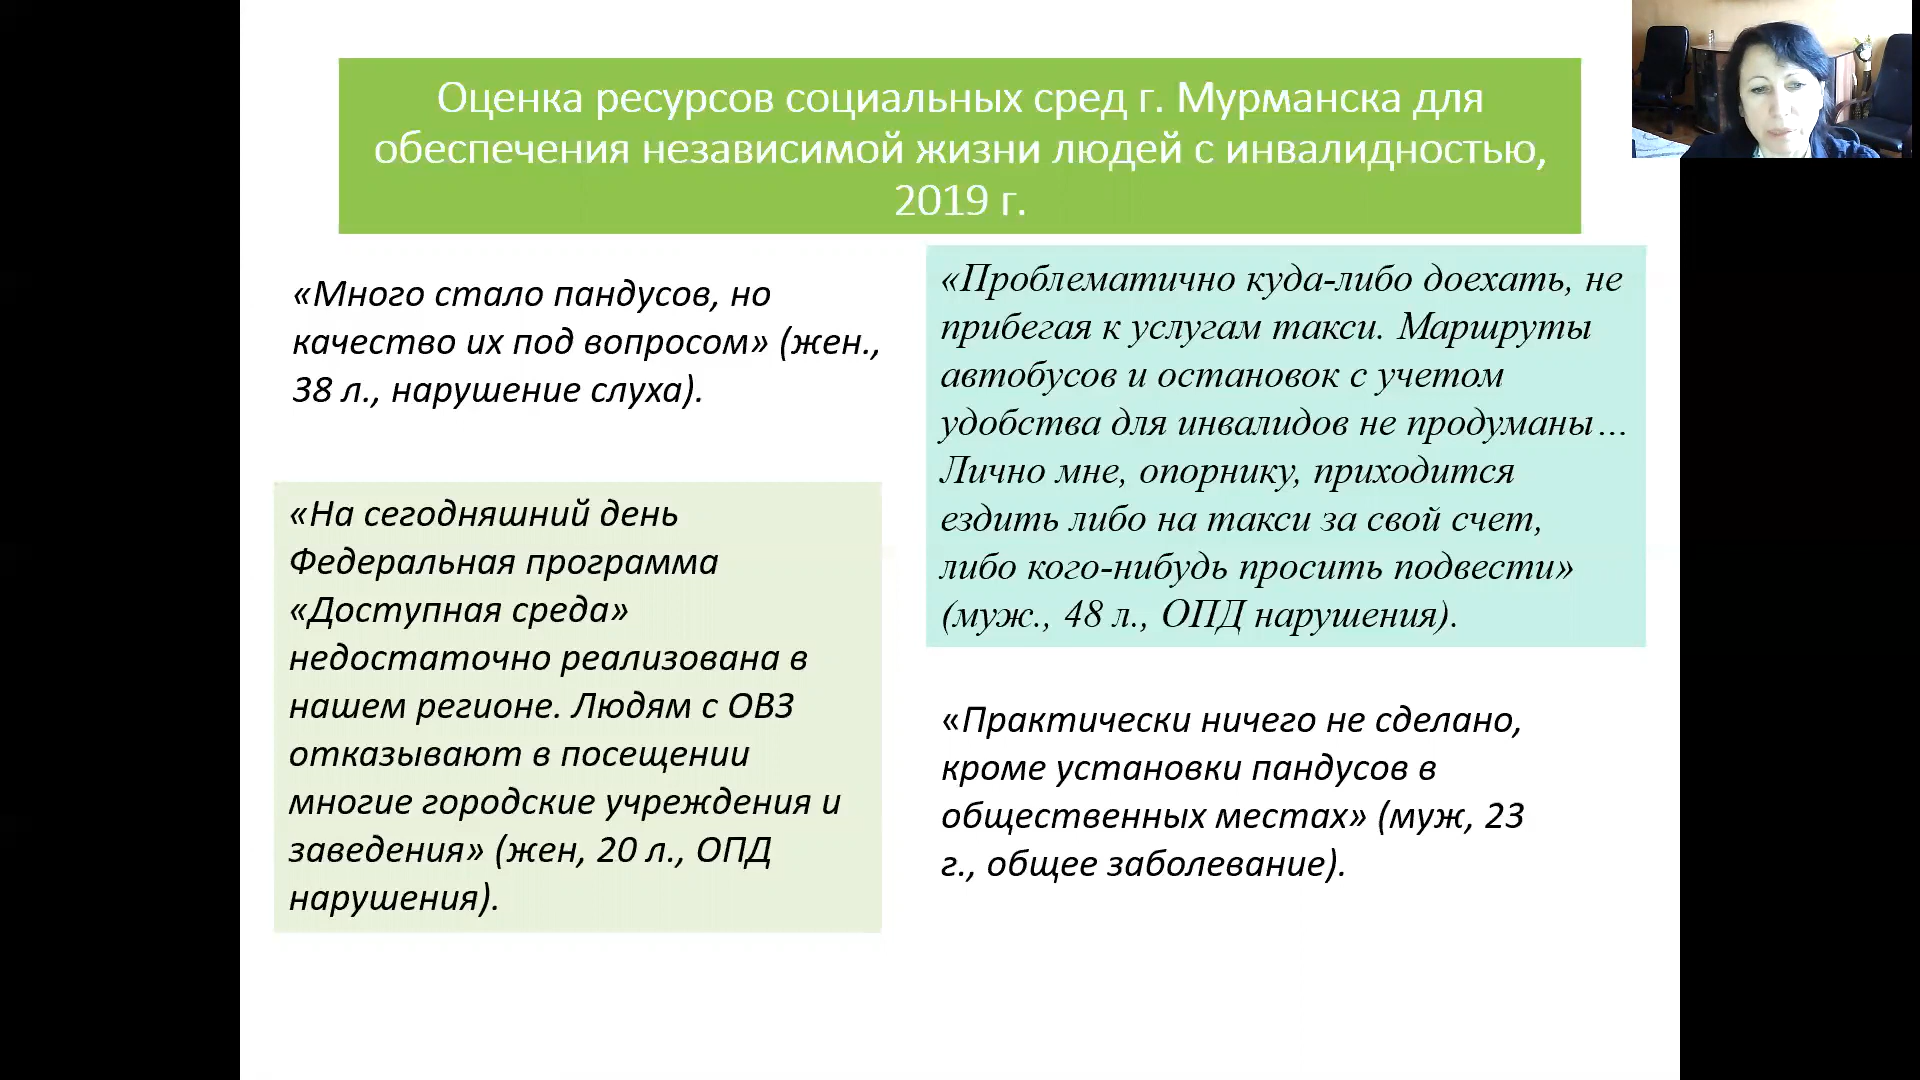 Оценка ресурсов социальных сред г. Мурманска для
обеспечения независимой жизни людей с инвалидностью,
2019 г.
«Много стало пандусов, но
качество их под вопросом» (жен.,
38 л., нарушение слуха).
«На сегодняшний день
Федеральная программа
«Доступная среда»
недостаточно реализована в
нашем регионе. Людям с ОВЗ
отказывают в посещении
многие городские учреждения и
заведения» (жен, 20 л., ОПД
нарушения).
«Проблематично куда-либо доехать, не
прибегая к услугам такси. Маршруты
автобусов и остановок с учетом
удобства для инвалидов не продуманы…
Лично мне, опорнику, приходится
ездить либо на такси за свой счет,
либо кого-нибудь просить подвести»
(муж., 48 л., ОПД нарушения).
«Практически ничего не сделано,
кроме установки пандусов в
общественных местах» (муж, 23
г., общее заболевание).